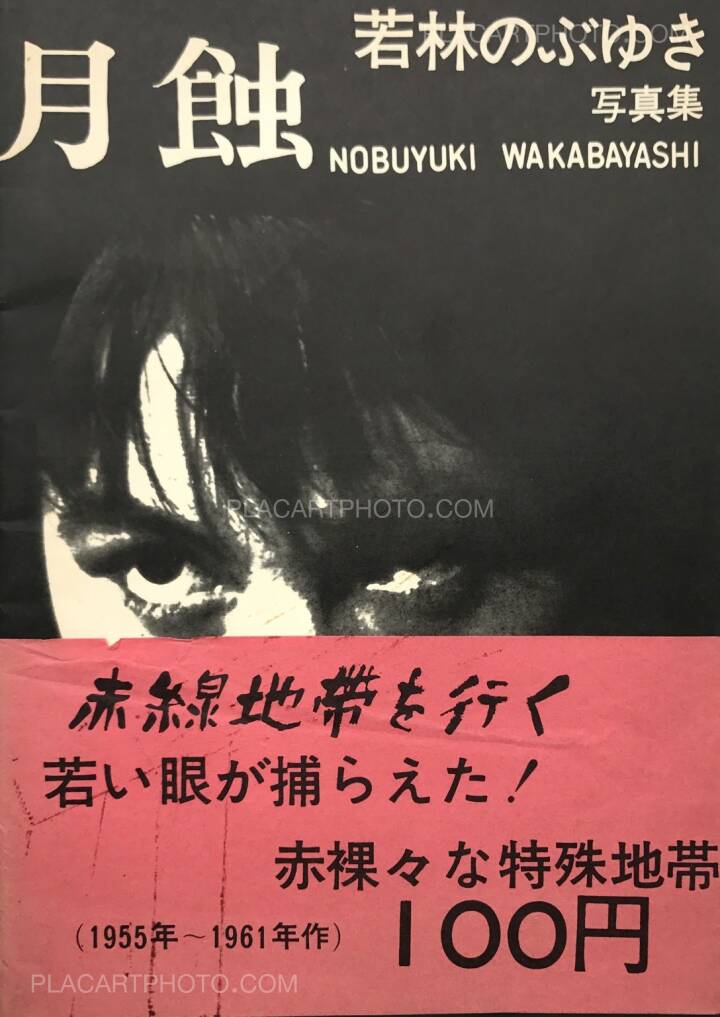 若林のぶゆき
月蝕
写真集
NOBUYUKI WAKABAYASHI
PLACARTPHOTO.COM
PLACARTPHOTO.COM
赤線地帯を行く
若い眼が捕らえた!
赤裸々な特殊地帯
(1955年~1961年作)
100円
PLACARTPHOTO.COM